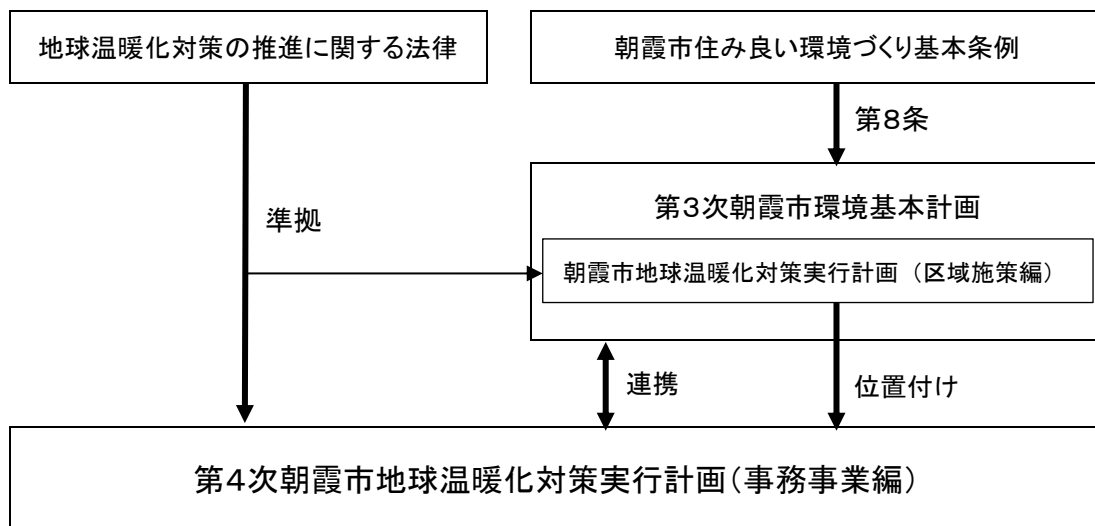 地球温暖化対策の推進に関する法律
朝霞市住み良い環境づくり基本条例
第8条
第3次朝霞市環境基本計画
準拠
朝霞市地球温暖化対策実行計画（区域施策編）
連携
位置付け
第4次朝霞市地球温暖化対策実行計画(事務事業編)